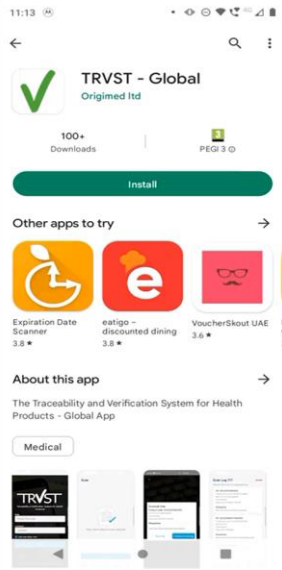 11:13
4G
TRVST - Global
Origimed ltd
100+
Downloads
3
PEGI 3
Install
Other apps to try
Expiration Date
Scanner
3.8 ★
e
eatigo –
discounted dining
3.8 ★
VoucherSkout UAE
3.6 ★
About this app
The Traceability and Verification System for Health
Products - Global App
Medical
TRVST